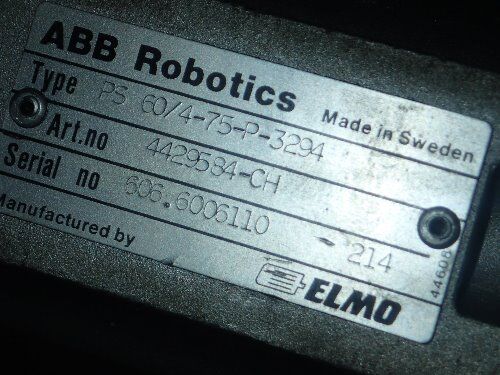 ABB Robotics
Made in Sweden
Type PS 60/4-75-P-3294
Art.no 4429584-CH
Serial no 606.6006110 - 214
Manufactured by ELMO